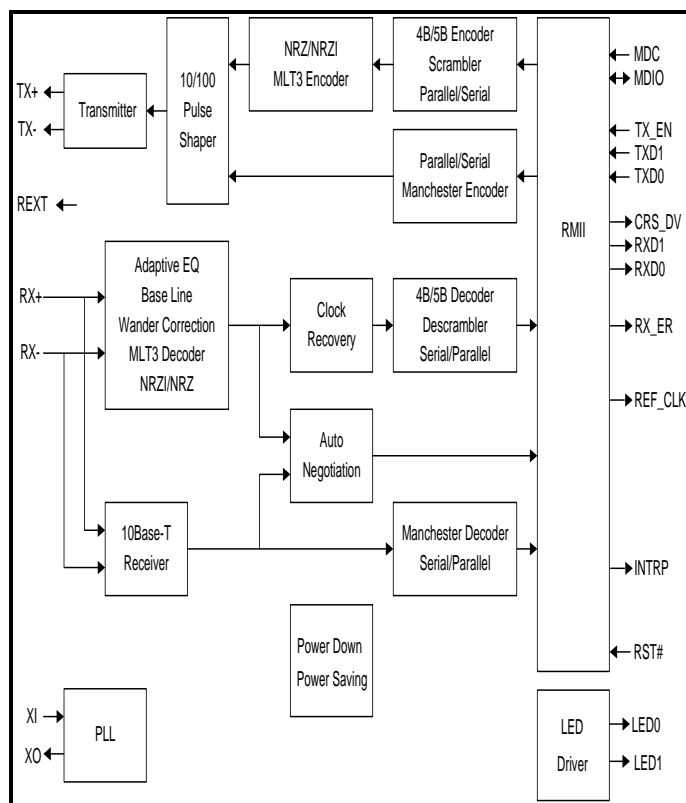 TX+
TX-
Transmitter
10/100
Pulse
Shaper
NRZ/NRZI
MLT3 Encoder
4B/5B Encoder
Scrambler
Parallel/Serial
Parallel/Serial
Manchester Encoder
RMII
MDC
MDIO
TX_EN
TXD1
TXD0
CRS_DV
RXD1
RXD0
RX_ER
REF_CLK
INTRP
RST#
REXT
RX+
RX-
Adaptive EQ
Base Line
Wander Correction
MLT3 Decoder
NRZI/NRZ
Clock
Recovery
4B/5B Decoder
Descrambler
Serial/Parallel
Auto
Negotiation
10Base-T
Receiver
Manchester Decoder
Serial/Parallel
Power Down
Power Saving
XI
XO
PLL
LED
Driver
LED0
LED1